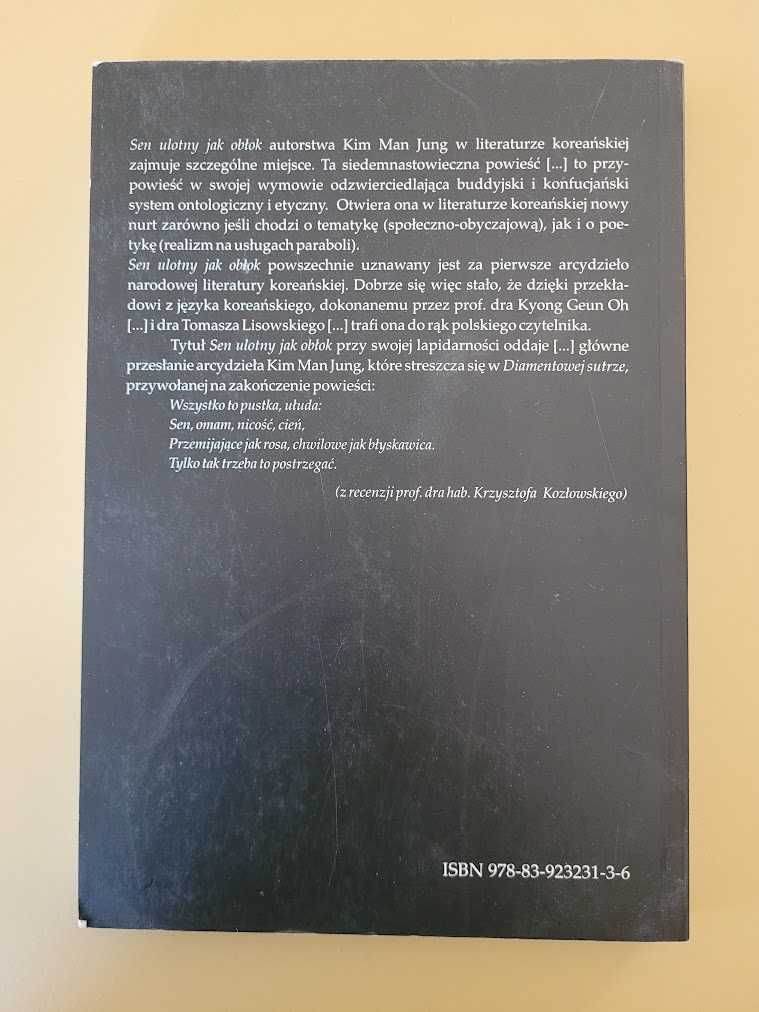 Sen ulotny jak obłok autorstwa Kim Man Jung w literaturze koreańskiej
zajmuje szczególne miejsce. Ta siedemnastowieczna powieść [...] to przy-
powieść w swojej wymowie odzwierciedlająca buddyjski i konfucjański
system ontologiczny i etyczny. Otwiera ona w literaturze koreańskiej nowy
nurt zarówno jeśli chodzi o tematykę (społeczno-obyczajową), jak i o poe-
tykę (realizm na usługach paraboli).
Sen ulotny jak obłok powszechnie uznawany jest za pierwsze arcydzieło
narodowej literatury koreańskiej. Dobrze się więc stało, że dzięki przekła-
dowi z języka koreańskiego, dokonanemu przez prof. dra Kyong Geun Oh
[...] i dra Tomasza Lisowskiego [...] trafi ona do rąk polskiego czytelnika.
Tytuł Sen ulotny jak obłok przy swojej lapidarności oddaje [...] główne
przesłanie arcydzieła Kim Man Jung, które streszcza się w Diamentowej sutrze,
przywołanej na zakończenie powieści:
Wszystko to pustka, ułuda:
Sen, omam, nicość, cień,
Przemijające jak rosa, chwilowe jak błyskawica.
Tylko tak trzeba to postrzegać.
(z recenzji prof. dra hab. Krzysztofa Kozłowskiego)
ISBN 978-83-923231-3-6